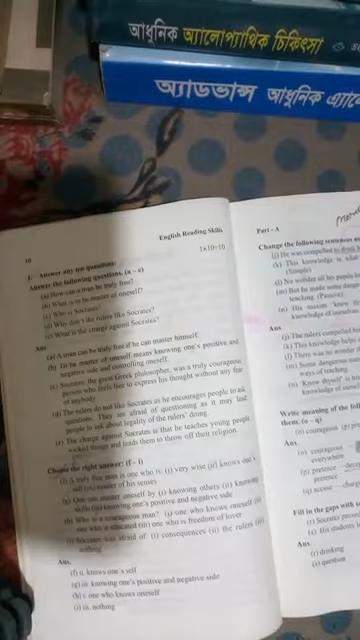 আধুনিক অ্যালোপ্যাথিক চিকিৎসা
অ্যাডভান্স আধুনিক
10 English Reading Skills
1. Answer any ten questions: 1×10=10
Answer the following questions. (a – e)
(a) How can a man be truly free?
(b) What is to be master of oneself?
(c) Who is Socrates?
(d) Why don't the rulers like Socrates?
(e) What is the charge against Socrates?
Ans
(a) A man can be truly free if he can master himself.
(b) To be master of oneself means knowing one's positive and
negative side and controlling oneself.
(c) Socrates, the great Greek philosopher, was a truly courageous
person who feels free to express his thought without any fear
of anybody.
(d) The rulers do not like Socrates as he encourages people to ask
questions. They are afraid of questioning as it may lead
people to ask about legality of the rulers' doing.
(e) The charge against Socrates is that he teaches young people
wicked things and leads them to throw off their religion.
Choose the right answer: (f – i)
(f) A truly free man is one who is: (i) very wise (ii) knows one's
self (iii) master of his senses
(g) One can master oneself by (i) knowing others (ii) knowing
skills (iii) knowing one's positive and negative side
(h) Who is a courageous man? (i) one who knows oneself (ii)
one who is educated (iii) one who is freedom of lover
(i) Socrates was afraid of (i) consequences (ii) the rulers (iii)
nothing
Ans.
(f) ii. knows one's self
(g) iii. knowing one's positive and negative side
(h) i. one who knows oneself
(i) iii. nothing
Part – A
Change the following sentences
(j) He was compelled to drink
(k) This knowledge is what
(Simple)
(l) No wonder all his people
(m) But he made some
teaching. (Passive)
(n) His maxim 'know
knowledge of ourselves
Ans.
(j) The rulers compelled
(k) This knowledge helps
(l) There was no wonder
(m) Some dangerous
ways of teaching.
(n) 'Know thyself' is his
knowledge of ourselves
Write meaning of the
them: (o – q)
(o) courageous (p)
Ans.
(o) courageous
everywhere
(p) pretence
pretence
(q) accuse
Fill in the gaps with
(r) Socrates
(s) His students
Ans.
(r) drinking
(s) question